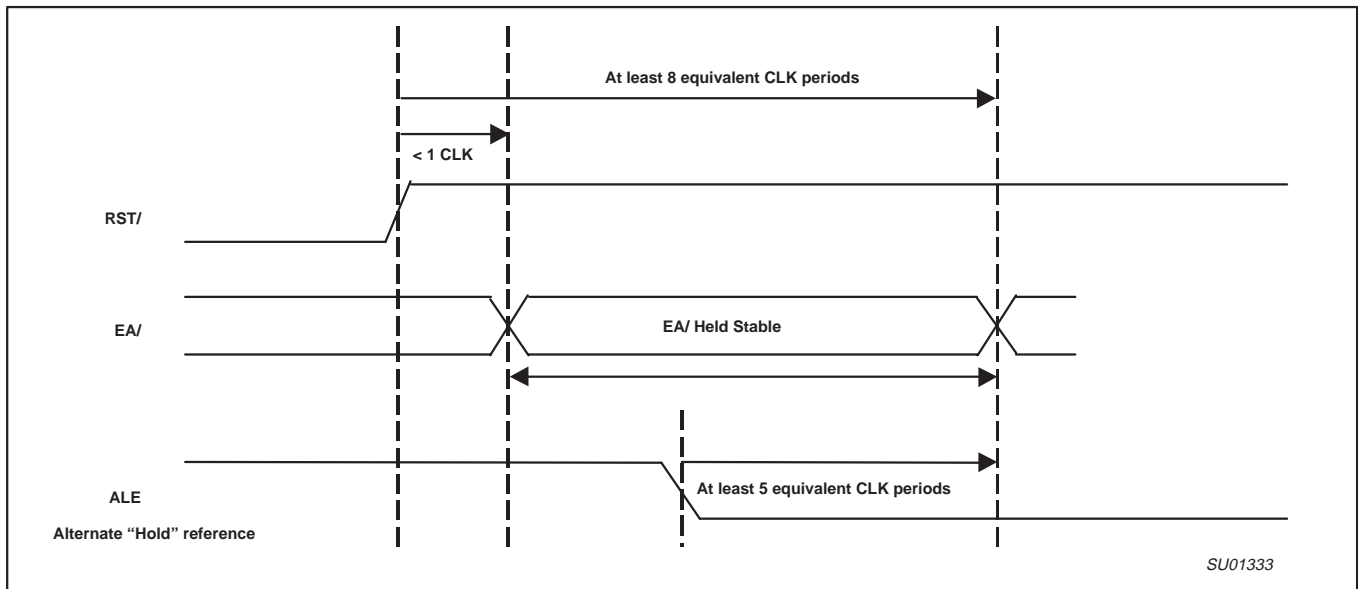 At least 8 equivalent CLK periods
< 1 CLK
RST/
EA/
EA/ Held Stable
At least 5 equivalent CLK periods
ALE
Alternate “Hold” reference
SU01333